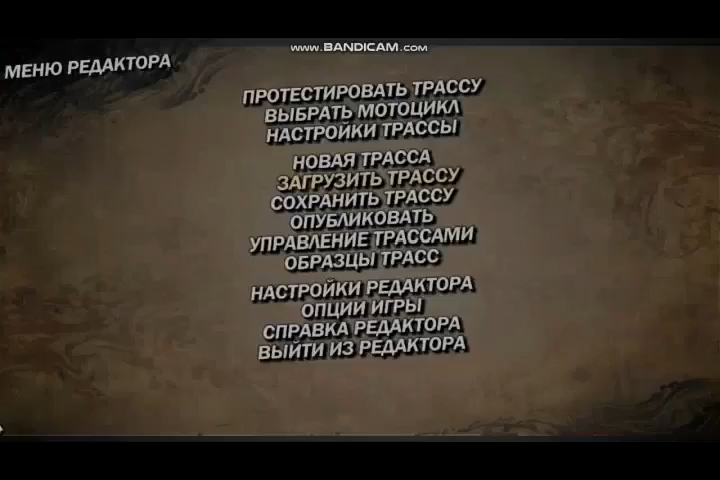 www.BANDICAM.com
МЕНЮ РЕДАКТОРА
ПРОТЕСТИРОВАТЬ ТРАССУ
ВЫБРАТЬ МОТОЦИКЛ
НАСТРОЙКИ ТРАССЫ
НОВАЯ ТРАССА
ЗАГРУЗИТЬ ТРАССУ
СОХРАНИТЬ ТРАССУ
ОПУБЛИКОВАТЬ
УПРАВЛЕНИЕ ТРАССАМИ
ОБРАЗЦЫ ТРАСС
НАСТРОЙКИ РЕДАКТОРА
ОПЦИИ ИГРЫ
СПРАВКА РЕДАКТОРА
ВЫЙТИ ИЗ РЕДАКТОРА